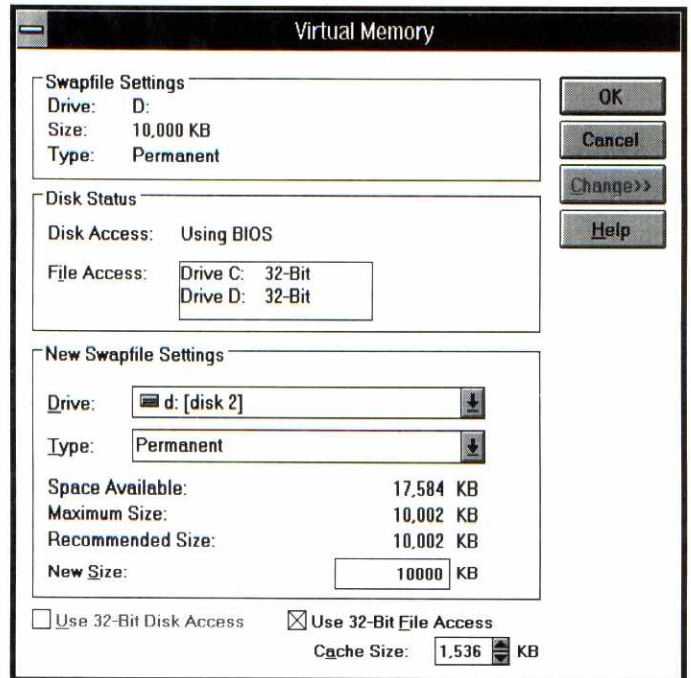 Virtual Memory
Swapfile Settings
Drive: D:
Size: 10,000 KB
Type: Permanent
OK
Cancel
Change>>
Help
Disk Status
Disk Access: Using BIOS
File Access: Drive C: 32-Bit
Drive D: 32-Bit
New Swapfile Settings
Drive: d: [disk 2]
Type: Permanent
Space Available: 17,584 KB
Maximum Size: 10,002 KB
Recommended Size: 10,002 KB
New Size: 10000 KB
Use 32-Bit Disk Access
Use 32-Bit File Access
Cache Size: 1,536 KB